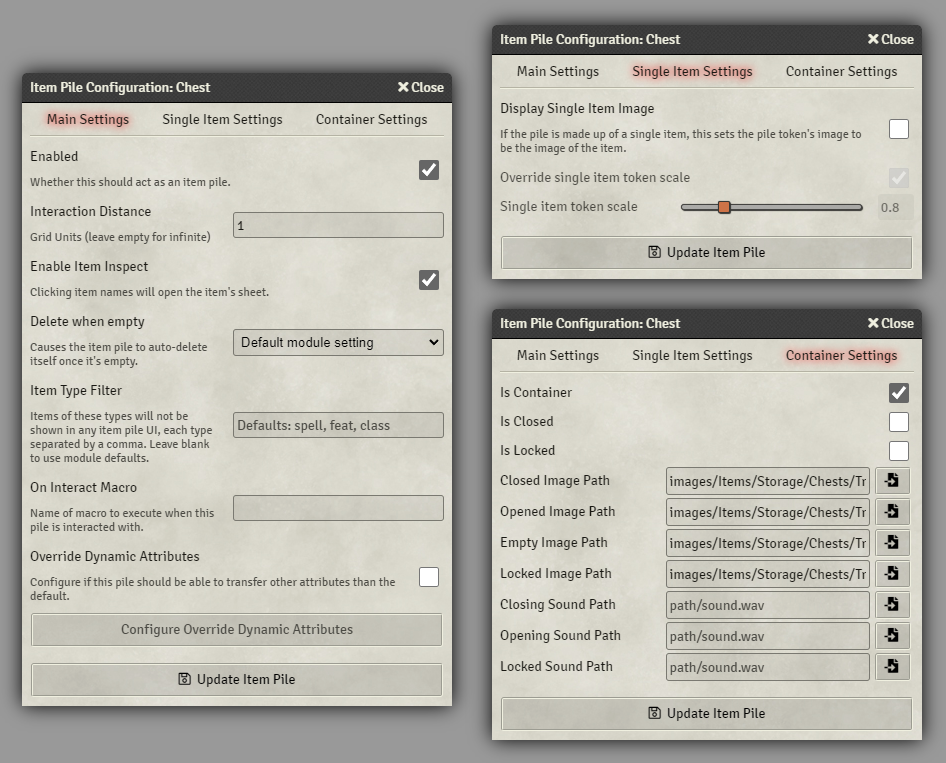 Item Pile Configuration: Chest
Close
Main Settings
Single Item Settings
Container Settings
Enabled
Whether this should act as an item pile.
Interaction Distance
Grid Units (leave empty for infinite)
1
Enable Item Inspect
Clicking item names will open the item's sheet.
Delete when empty
Causes the item pile to auto-delete
itself once it's empty.
Default module setting
Item Type Filter
Items of these types will not be
shown in any item pile UI, each type
separated by a comma. Leave blank
to use module defaults.
Defaults: spell, feat, class
On Interact Macro
Name of macro to execute when this
pile is interacted with.
Override Dynamic Attributes
Configure if this pile should be able to transfer other attributes than the
default.
Configure Override Dynamic Attributes
Update Item Pile
Item Pile Configuration: Chest
Close
Main Settings
Single Item Settings
Container Settings
Display Single Item Image
If the pile is made up of a single item, this sets the pile token's image to
be the image of the item.
Override single item token scale
Single item token scale
0.8
Update Item Pile
Item Pile Configuration: Chest
Close
Main Settings
Single Item Settings
Container Settings
Is Container
Is Closed
Is Locked
Closed Image Path
images/Items/Storage/Chests/Tr
Opened Image Path
images/Items/Storage/Chests/Tr
Empty Image Path
images/Items/Storage/Chests/Tr
Locked Image Path
images/Items/Storage/Chests/Tr
Closing Sound Path
path/sound.wav
Opening Sound Path
path/sound.wav
Locked Sound Path
path/sound.wav
Update Item Pile